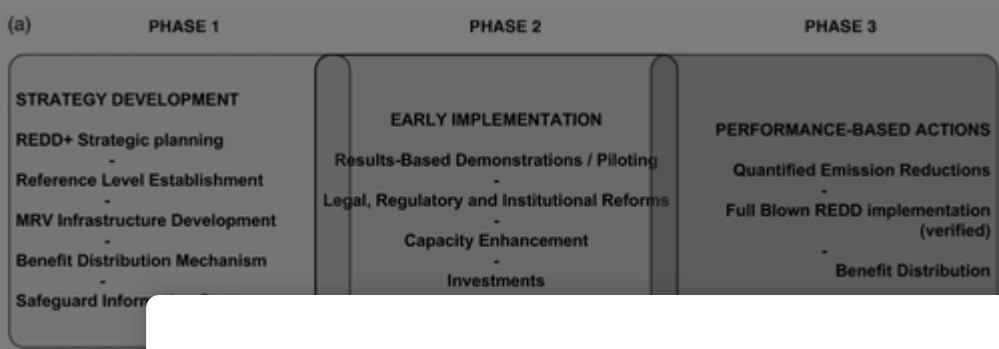 (a)
PHASE 1
PHASE 2
PHASE 3
STRATEGY DEVELOPMENT
REDD+ Strategic planning
-
Reference Level Establishment
-
MRV Infrastructure Development
-
Benefit Distribution Mechanism
-
Safeguard
EARLY IMPLEMENTATION
Results-Based Demonstrations / Piloting
-
Legal, Regulatory and Institutional Reforms
-
Capacity Enhancement
-
Investments
PERFORMANCE-BASED ACTIONS
Quantified Emission Reductions
-
Full Blown REDD implementation
(verified)
-
Benefit Distribution